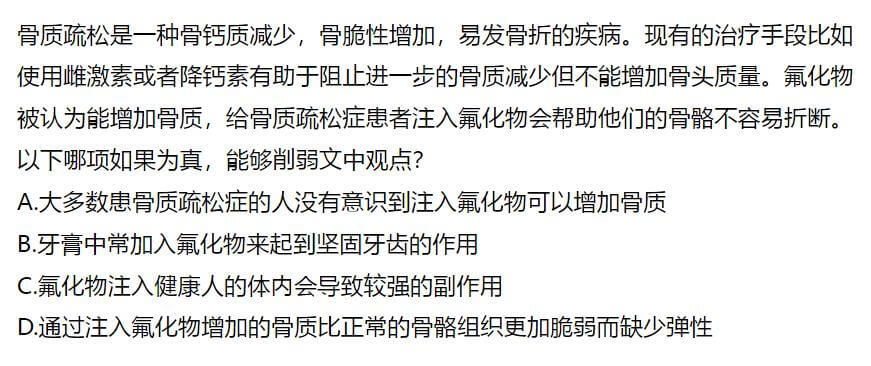 骨质疏松是一种骨钙质减少，骨脆性增加，易发骨折的疾病。现有的治疗手段比如
使用雌激素或者降钙素有助于阻止进一步的骨质减少但不能增加骨头质量。氟化物
被认为能增加骨质，给骨质疏松症患者注入氟化物会帮助他们的骨骼不容易折断。
以下哪项如果为真，能够削弱文中观点?
A.大多数患骨质疏松症的人没有意识到注入氟化物可以增加骨质
B.牙膏中常加入氟化物来起到坚固牙齿的作用
C.氟化物注入健康人的体内会导致较强的副作用
D.通过注入氟化物增加的骨质比正常的骨骼组织更加脆弱而缺少弹性